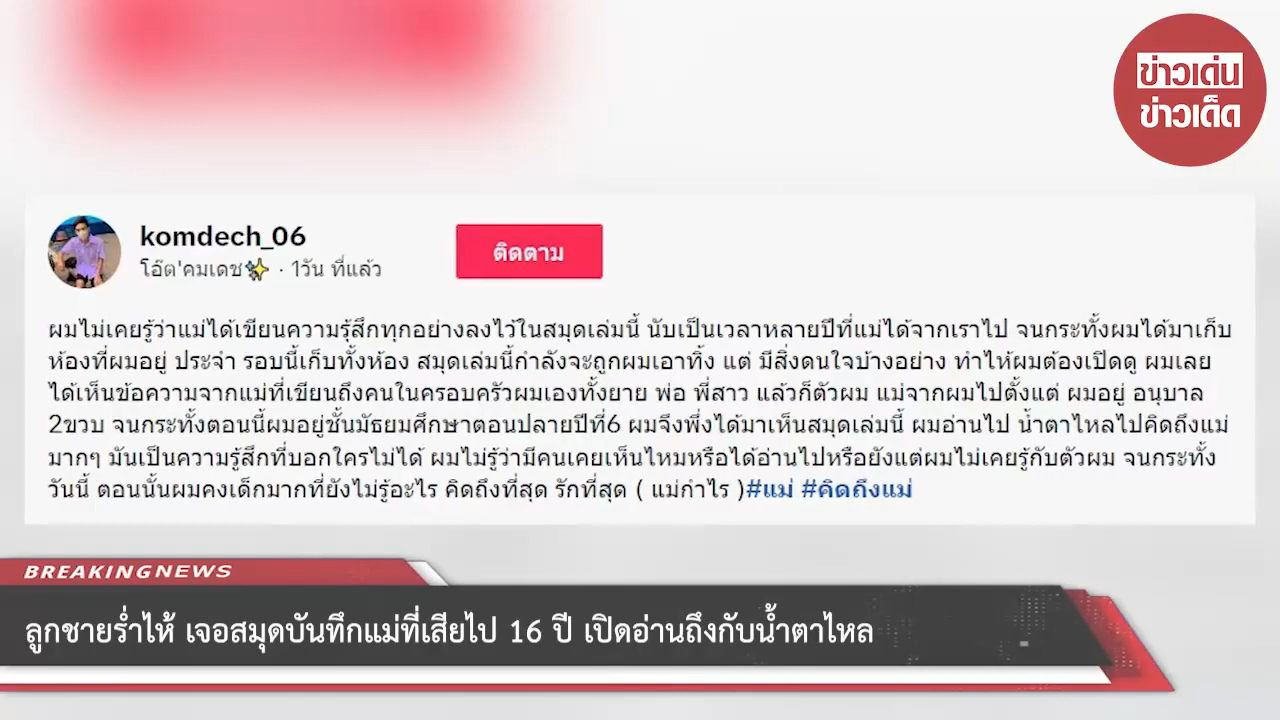 ข่าวเด่น
ข่าวเด็ด
komdech_06
โอ๊ต'คมเดช✨ · 1วัน ที่แล้ว
ติดตาม
ผมไม่เคยรู้ว่าแม่ได้เขียนความรุ้สึกทุกอย่างลงไว้ในสมุดเล่มนี้ นับเป็นเวลาหลายปีที่แม่ได้จากเราไป จนกระทั้งผมได้มาเก็บ
ห้องที่ผมอยู่ ประจำ รอบนี้เก็บทั้งห้อง สมุดเล่มนี้กำลังจะถูกผมเอาทิ้ง แต่ มีสิ่งดนใจบ้างอย่าง ทำไห้ผมต้องเปิดดู ผมเลย
ได้เห็นข้อความจากแม่ที่เขียนถึงคนในครอบครัวผมเองทั้งยาย พ่อ พี่สาว แล้วก็ตัวผม แม่จากผมไปตั้งแต่ ผมอยู่ อนุบาล
2ขวบ จนกระทั้งตอนนี้ผมอยู่ชั้นมัธยมศึกษาตอนปลายปีที่6 ผมจึงพึ่งได้มาเห็นสมุดเล่มนี้ ผมอ่านไป น้ำตาไหลไปคิดถึงแม่
มากๆ มันเป็นความรู้สึกที่บอกใครไม่ได้ ผมไม่รู้ว่ามีคนเคยเห็นไหมหรือได้อ่านไปหรือยังแต่ผมไม่เคยรู้กับตัวผม จนกระทั้ง
วันนี้ ตอนนั้นผมคงเด็กมากที่ยังไม่รู้อะไร คิดถึงที่สุด รักที่สุด ( แม่กำไร )#แม่ #คิดถึงแม่
BREAKINGNEWS
ลูกชายร่ำไห้ เจอสมุดบันทึกแม่ที่เสียไป 16 ปี เปิดอ่านถึงกับน้ำตาไหล